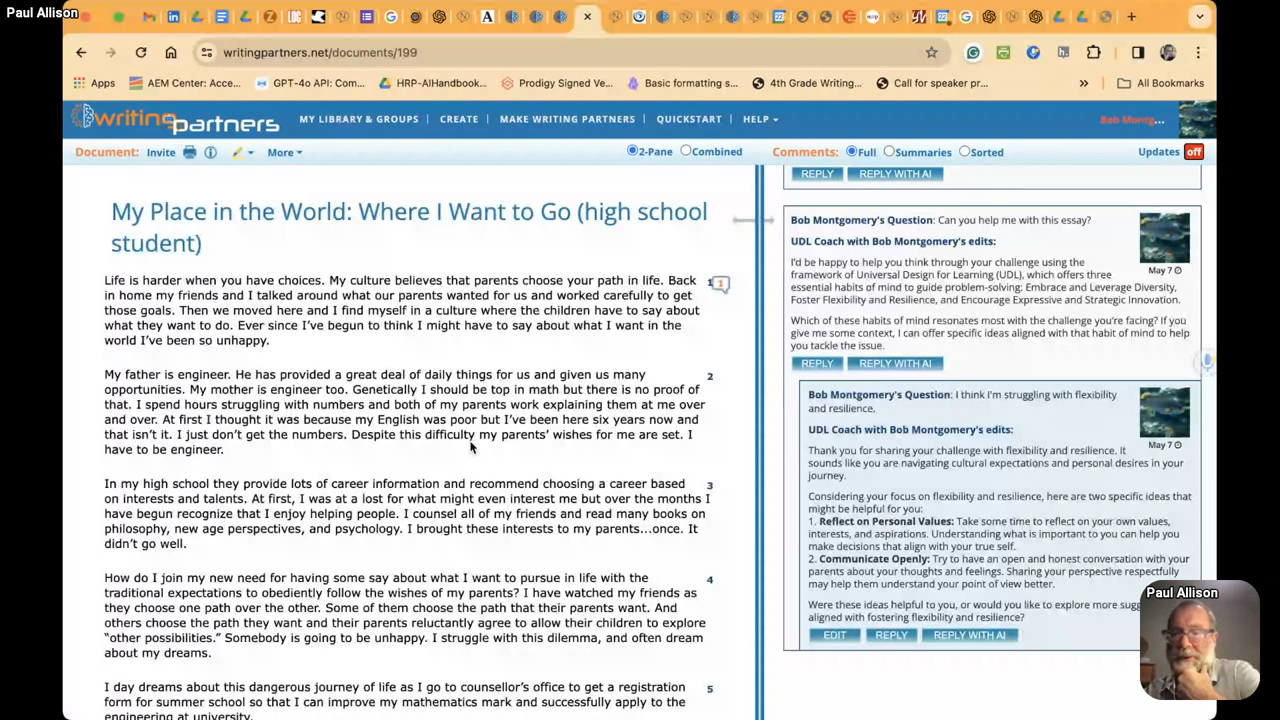 Paul Allison
writingpartners.net/documents/199
Apps
AEM Center: Acce...
GPT-4o API: Com...
HRP-AIHandbook...
Prodigy Signed Ve...
Basic formatting s...
4th Grade Writing...
Call for speaker pr...
»
All Bookmarks
writing partners
MY LIBRARY & GROUPS
CREATE
MAKE WRITING PARTNERS
QUICKSTART
HELP
Bob Montg...
Document:
Invite
More
2-Pane
Combined
Comments:
Full
Summaries
Sorted
Updates
off
My Place in the World: Where I Want to Go (high school
student)
Life is harder when you have choices. My culture believes that parents choose your path in life. Back
in home my friends and I talked around what our parents wanted for us and worked carefully to get
those goals. Then we moved here and I find myself in a culture where the children have to say about
what they want to do. Ever since I've begun to think I might have to say about what I want in the
world I've been so unhappy.
1
1
My father is engineer. He has provided a great deal of daily things for us and given us many
opportunities. My mother is engineer too. Genetically I should be top in math but there is no proof of
that. I spend hours struggling with numbers and both of my parents work explaining them at me over
and over. At first I thought it was because my English was poor but I've been here six years now and
that isn't it. I just don't get the numbers. Despite this difficulty my parents' wishes for me are set. I
have to be engineer.
2
In my high school they provide lots of career information and recommend choosing a career based
on interests and talents. At first, I was at a lost for what might even interest me but over the months I
have begun recognize that I enjoy helping people. I counsel all of my friends and read many books on
philosophy, new age perspectives, and psychology. I brought these interests to my parents...once. It
didn't go well.
3
How do I join my new need for having some say about what I want to pursue in life with the
traditional expectations to obediently follow the wishes of my parents? I have watched my friends as
they choose one path over the other. Some of them choose the path that their parents want. And
others choose the path they want and their parents reluctantly agree to allow their children to explore
"other possibilities." Somebody is going to be unhappy. I struggle with this dilemma, and often dream
about my dreams.
4
I day dreams about this dangerous journey of life as I go to counsellor's office to get a registration
form for summer school so that I can improve my mathematics mark and successfully apply to the
engineering at university.
5
REPLY
REPLY WITH AI
Bob Montgomery's Question: Can you help me with this essay?
UDL Coach with Bob Montgomery's edits:
May 7
I'd be happy to help you think through your challenge using the
framework of Universal Design for Learning (UDL), which offers three
essential habits of mind to guide problem-solving: Embrace and Leverage Diversity,
Foster Flexibility and Resilience, and Encourage Expressive and Strategic Innovation.
Which of these habits of mind resonates most with the challenge you're facing? If you
give me some context, I can offer specific ideas aligned with that habit of mind to help
you tackle the issue.
REPLY
REPLY WITH AI
Bob Montgomery's Question: I think I'm struggling with flexibility
and resilience.
UDL Coach with Bob Montgomery's edits:
May 7
Thank you for sharing your challenge with flexibility and resilience. It
sounds like you are navigating cultural expectations and personal desires in your
journey.
Considering your focus on flexibility and resilience, here are two specific ideas that
might be helpful for you:
1. Reflect on Personal Values: Take some time to reflect on your own values,
interests, and aspirations. Understanding what is important to you can help you
make decisions that align with your true self.
2. Communicate Openly: Try to have an open and honest conversation with your
parents about your thoughts and feelings. Sharing your perspective respectfully
may help them understand your point of view better.
Were these ideas helpful to you, or would you like to explore more
aligned with fostering flexibility and resilience?
EDIT
REPLY
REPLY WITH AI
Paul Allison